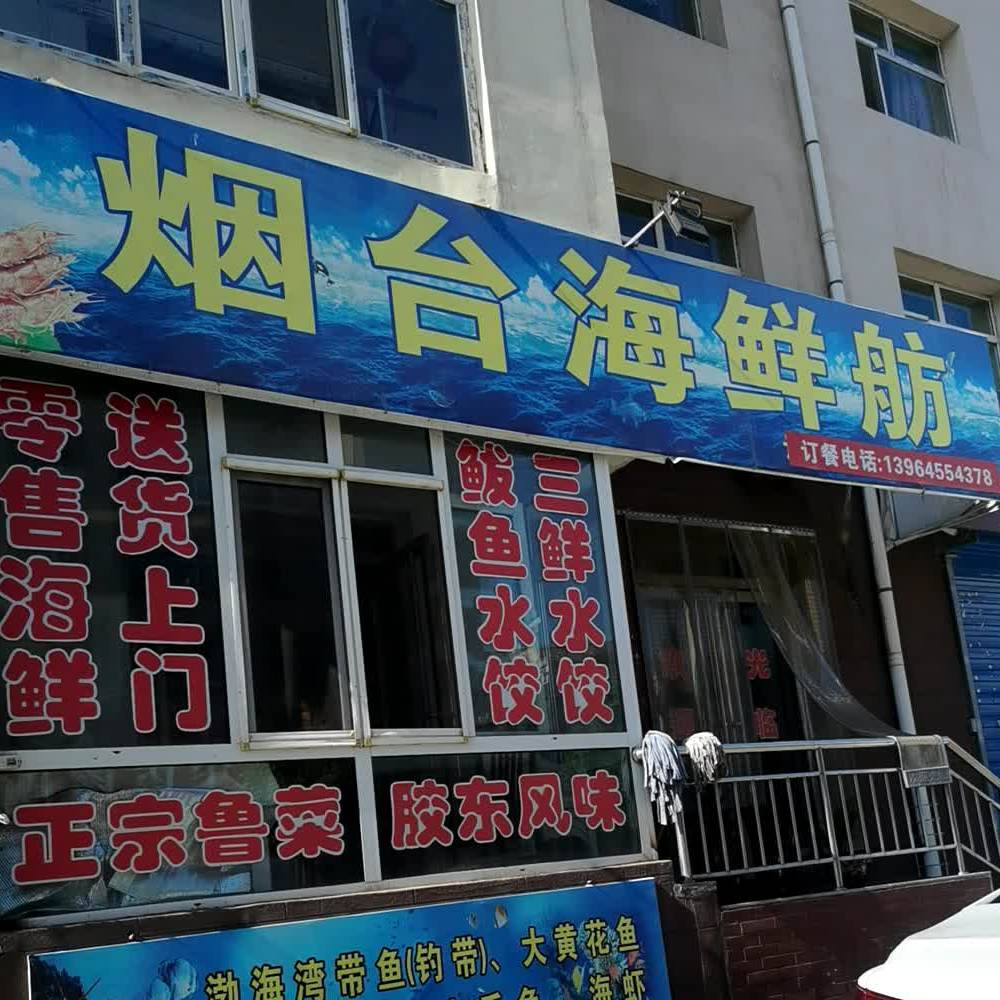 烟台海鲜舫
订餐电话:13964554378
零售海鲜
送货上门
鲅鱼水饺
三鲜水饺
光
临
正宗鲁菜
胶东风味
渤海湾带鱼(钓带)、大黄花鱼
海虾